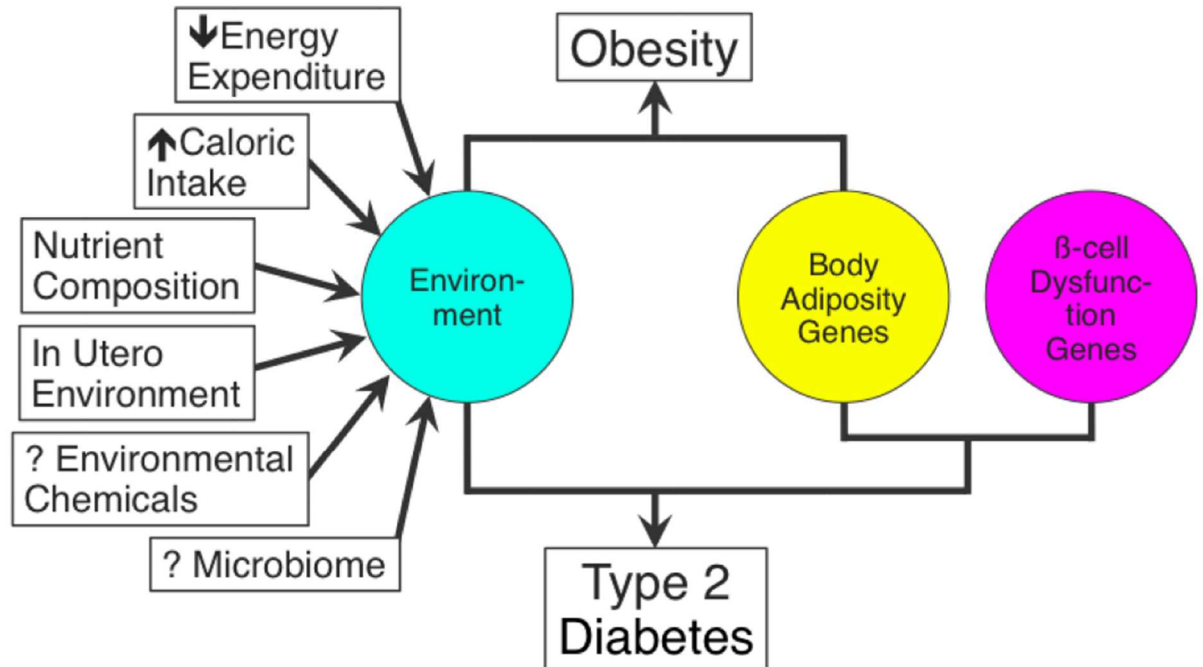 ↓Energy
Expenditure
↑Caloric
Intake
Nutrient
Composition
In Utero
Environment
? Environmental
Chemicals
? Microbiome
Environ-
ment
Obesity
Body
Adiposity
Genes
ß-cell
Dysfunc-
tion
Genes
Type 2
Diabetes